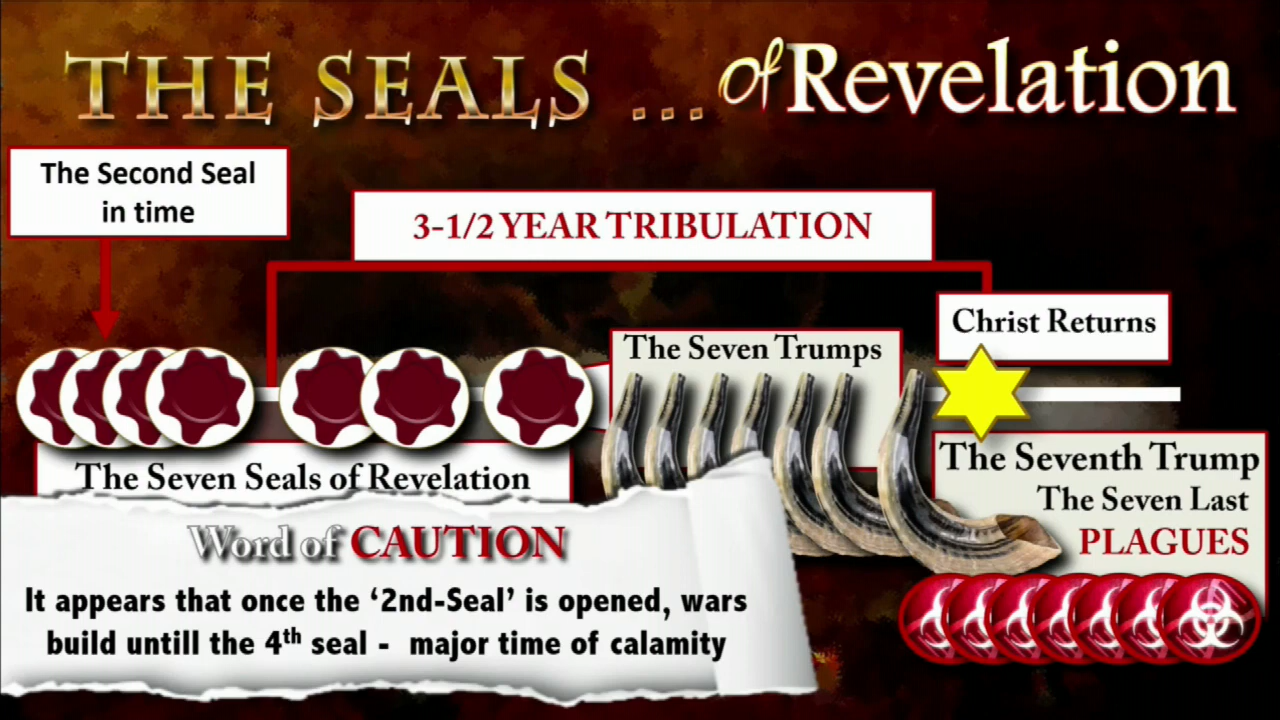 THE SEALS ... of Revelation
The Second Seal
in time
3-1/2 YEAR TRIBULATION
Christ Returns
The Seven Trumps
The Seven Seals of Revelation
The Seventh Trump
The Seven Last
PLAGUES
Word of CAUTION
It appears that once the ‘2nd-Seal’ is opened, wars
build untill the 4th seal - major time of calamity